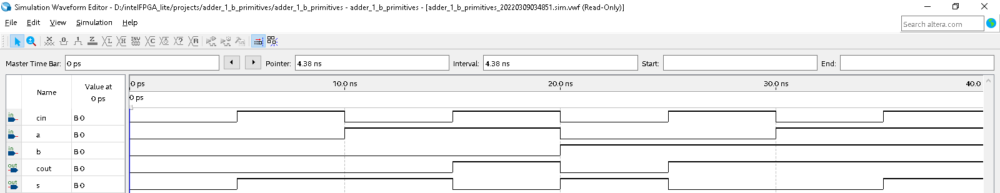 Simulation Waveform Editor - D:/intelFPGA_lite/projects/adder_1_b_primitives/adder_1_b_primitives - adder_1_b_primitives - [adder_1_b_primitives_20220309034851.sim.vwf (Read-Only)]
File Edit View Simulation Help
Search altera.com
Master Time Bar: 0 ps Pointer: 4.38 ns Interval: 4.38 ns Start: End:
Name Value at 0 ps
0 ps 10.0 ns 20.0 ns 30.0 ns 40.0
0 ps
in cin B 0
in a B 0
in b B 0
out cout B 0
out s B 0